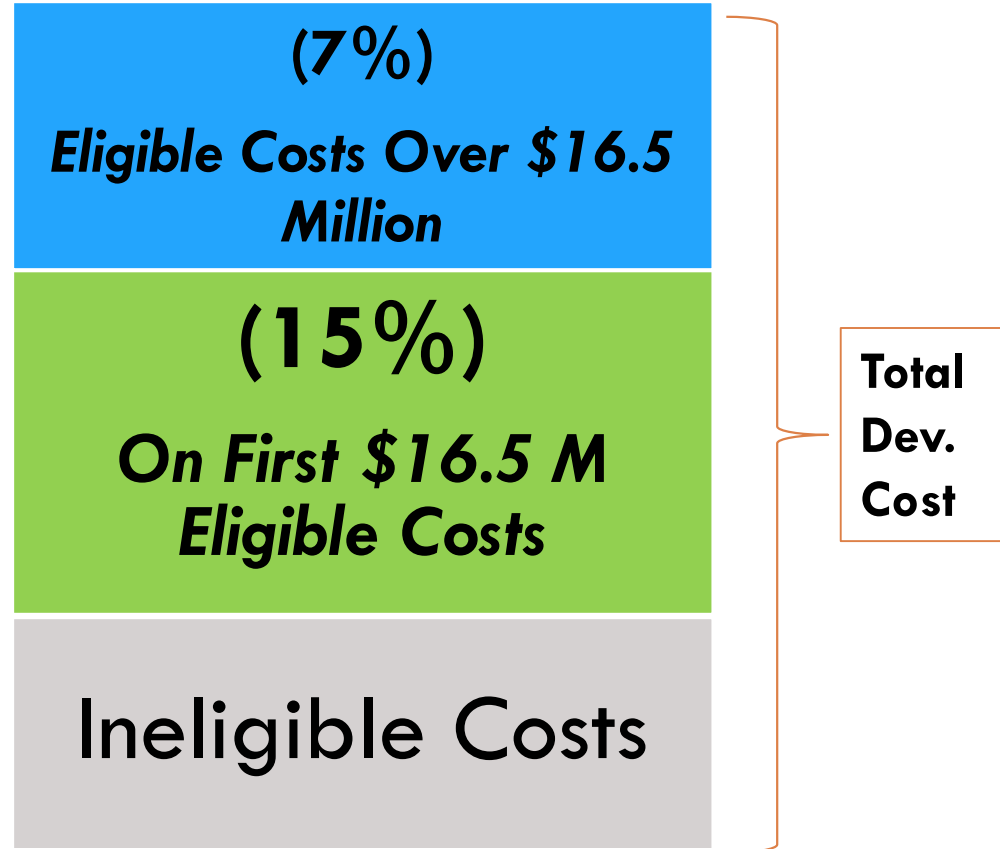 (7%)
Eligible Costs Over $16.5
Million
(15%)
On First $16.5 M
Eligible Costs
Ineligible Costs
Total
Dev.
Cost